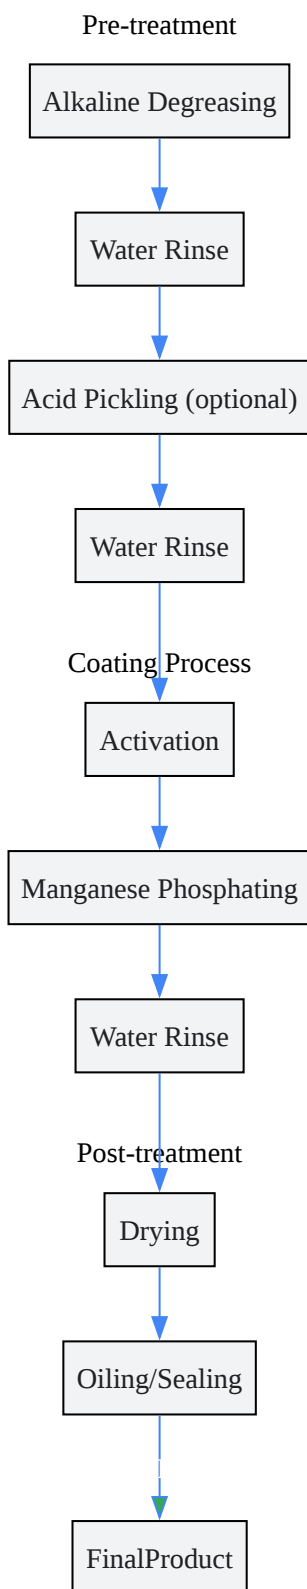 Pre-treatment
Alkaline Degreasing
Water Rinse
Acid Pickling (optional)
Water Rinse
Coating Process
Activation
Manganese Phosphating
Water Rinse
Post-treatment
Drying
Oiling/Sealing
FinalProduct